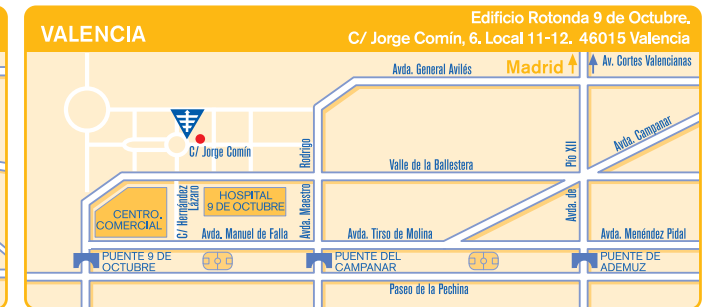 VALENCIA
Edificio Rotonda 9 de Octubre.
C/ Jorge Comín, 6. Local 11-12. 46015 Valencia
Avda. General Avilés
Madrid
Av. Cortes Valencianas
C/ Jorge Comín
Avda. Maestro Rodrigo
Valle de la Ballestera
Avda. de Pio XII
Avda. Campanar
CENTRO.
COMERCIAL
C/ Hernández
Lázaro
HOSPITAL
9 DE OCTUBRE
Avda. Manuel de Falla
Avda. Tirso de Molina
Avda. Menéndez Pidal
PUENTE 9 DE
OCTUBRE
PUENTE DEL
CAMPANAR
PUENTE DE
ADEMUZ
Paseo de la Pechina